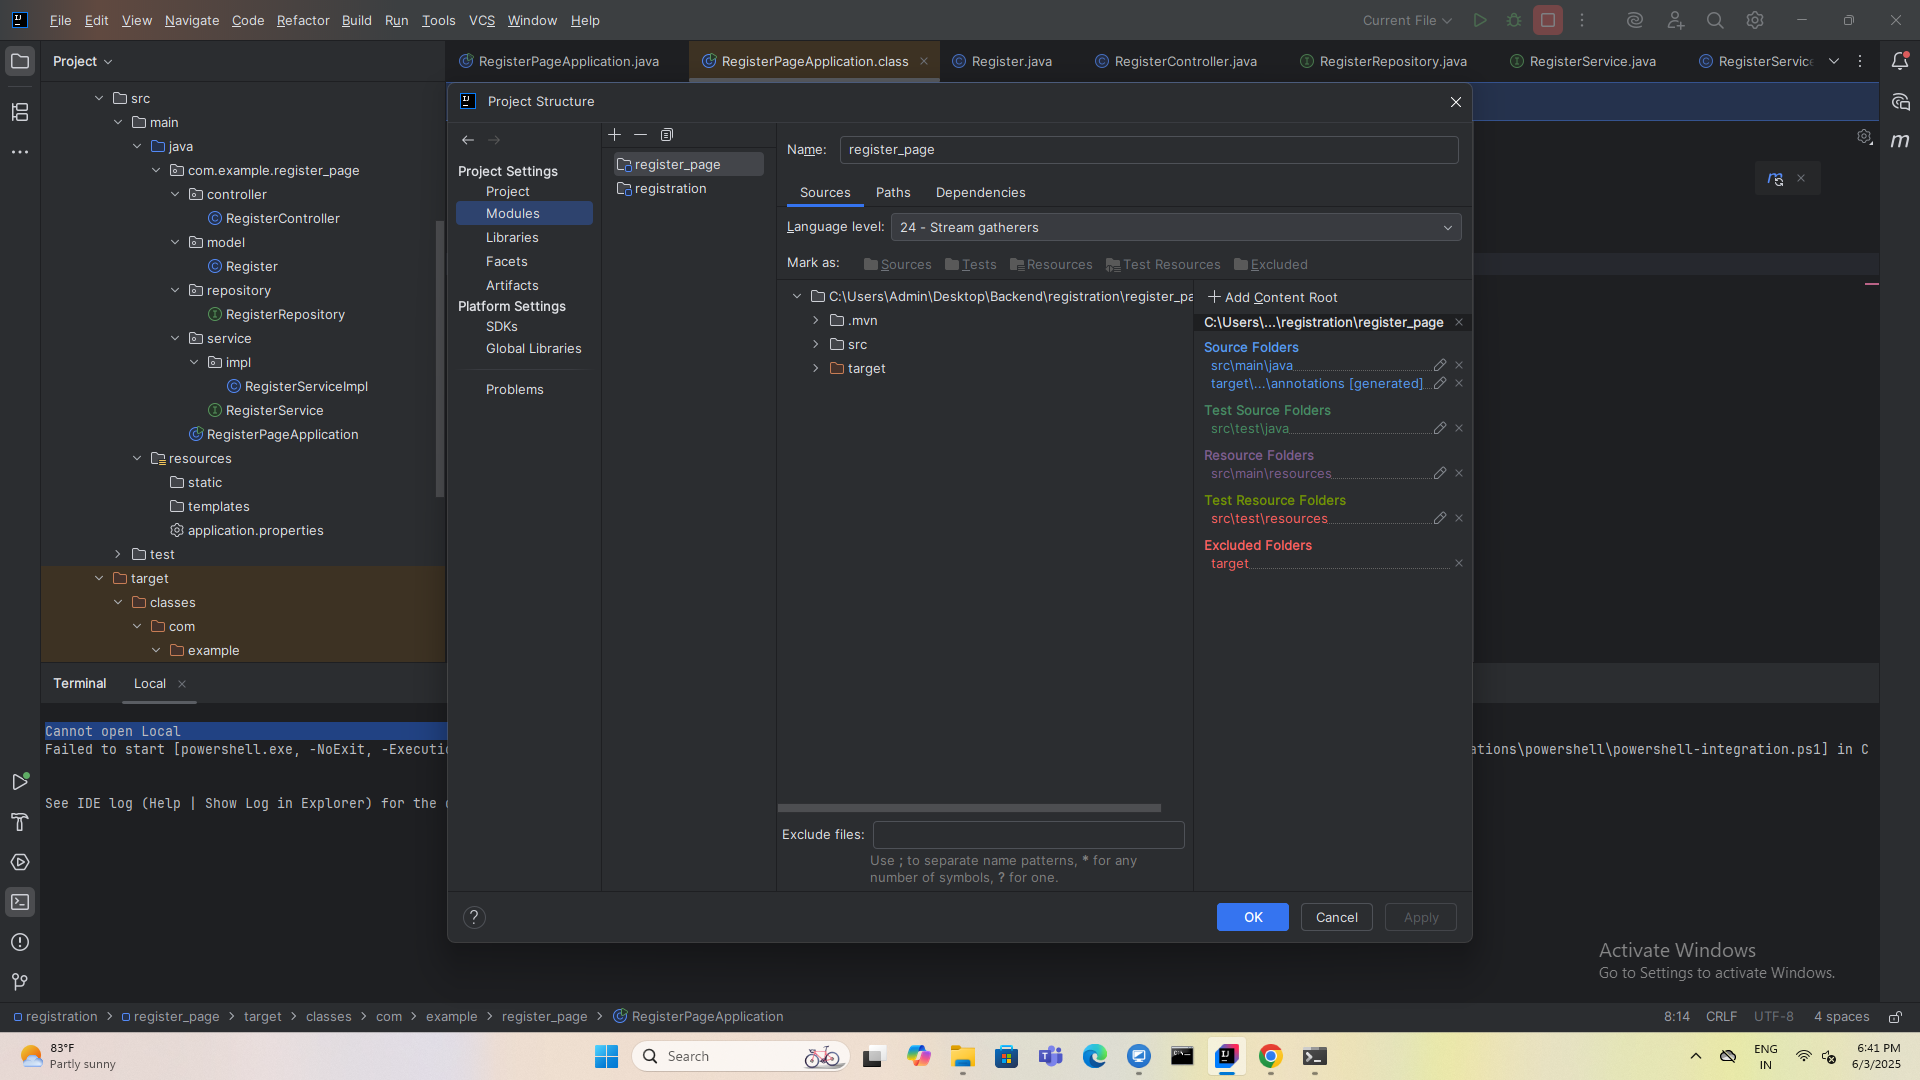 File Edit View Navigate Code Refactor Build Run Tools VCS Window Help
Current File
Project
RegisterPageApplication.java
RegisterPageApplication.class
Register.java
RegisterController.java
RegisterRepository.java
RegisterService.java
RegisterService
src
main
java
com.example.register_page
controller
RegisterController
model
Register
repository
RegisterRepository
service
impl
RegisterServiceImpl
RegisterService
RegisterPageApplication
resources
static
templates
application.properties
test
target
classes
com
example
Project Structure
Project Settings
Project
Modules
Libraries
Facets
Artifacts
Platform Settings
SDKs
Global Libraries
Problems
register_page
registration
Name: register_page
Sources Paths Dependencies
Language level: 24 - Stream gatherers
Mark as: Sources Tests Resources Test Resources Excluded
C:\Users\Admin\Desktop\Backend\registration\register_pa
.mvn
src
target
Add Content Root
C:\Users\...\registration\register_page
Source Folders
src\main\java
target\...\annotations [generated]
Test Source Folders
src\test\java
Resource Folders
src\main\resources
Test Resource Folders
src\test\resources
Excluded Folders
target
Exclude files:
Use ; to separate name patterns, * for any
number of symbols, ? for one.
? OK Cancel Apply
Terminal Local
Cannot open Local
Failed to start [powershell.exe, -NoExit, -Executi
ations\powershell\powershell-integration.ps1] in C
See IDE log (Help | Show Log in Explorer) for the
Activate Windows
Go to Settings to activate Windows.
registration > register_page > target > classes > com > example > register_page > RegisterPageApplication
8:14 CRLF UTF-8 4 spaces
83°F
Partly sunny
Search
ENG
IN
6:41 PM
6/3/2025